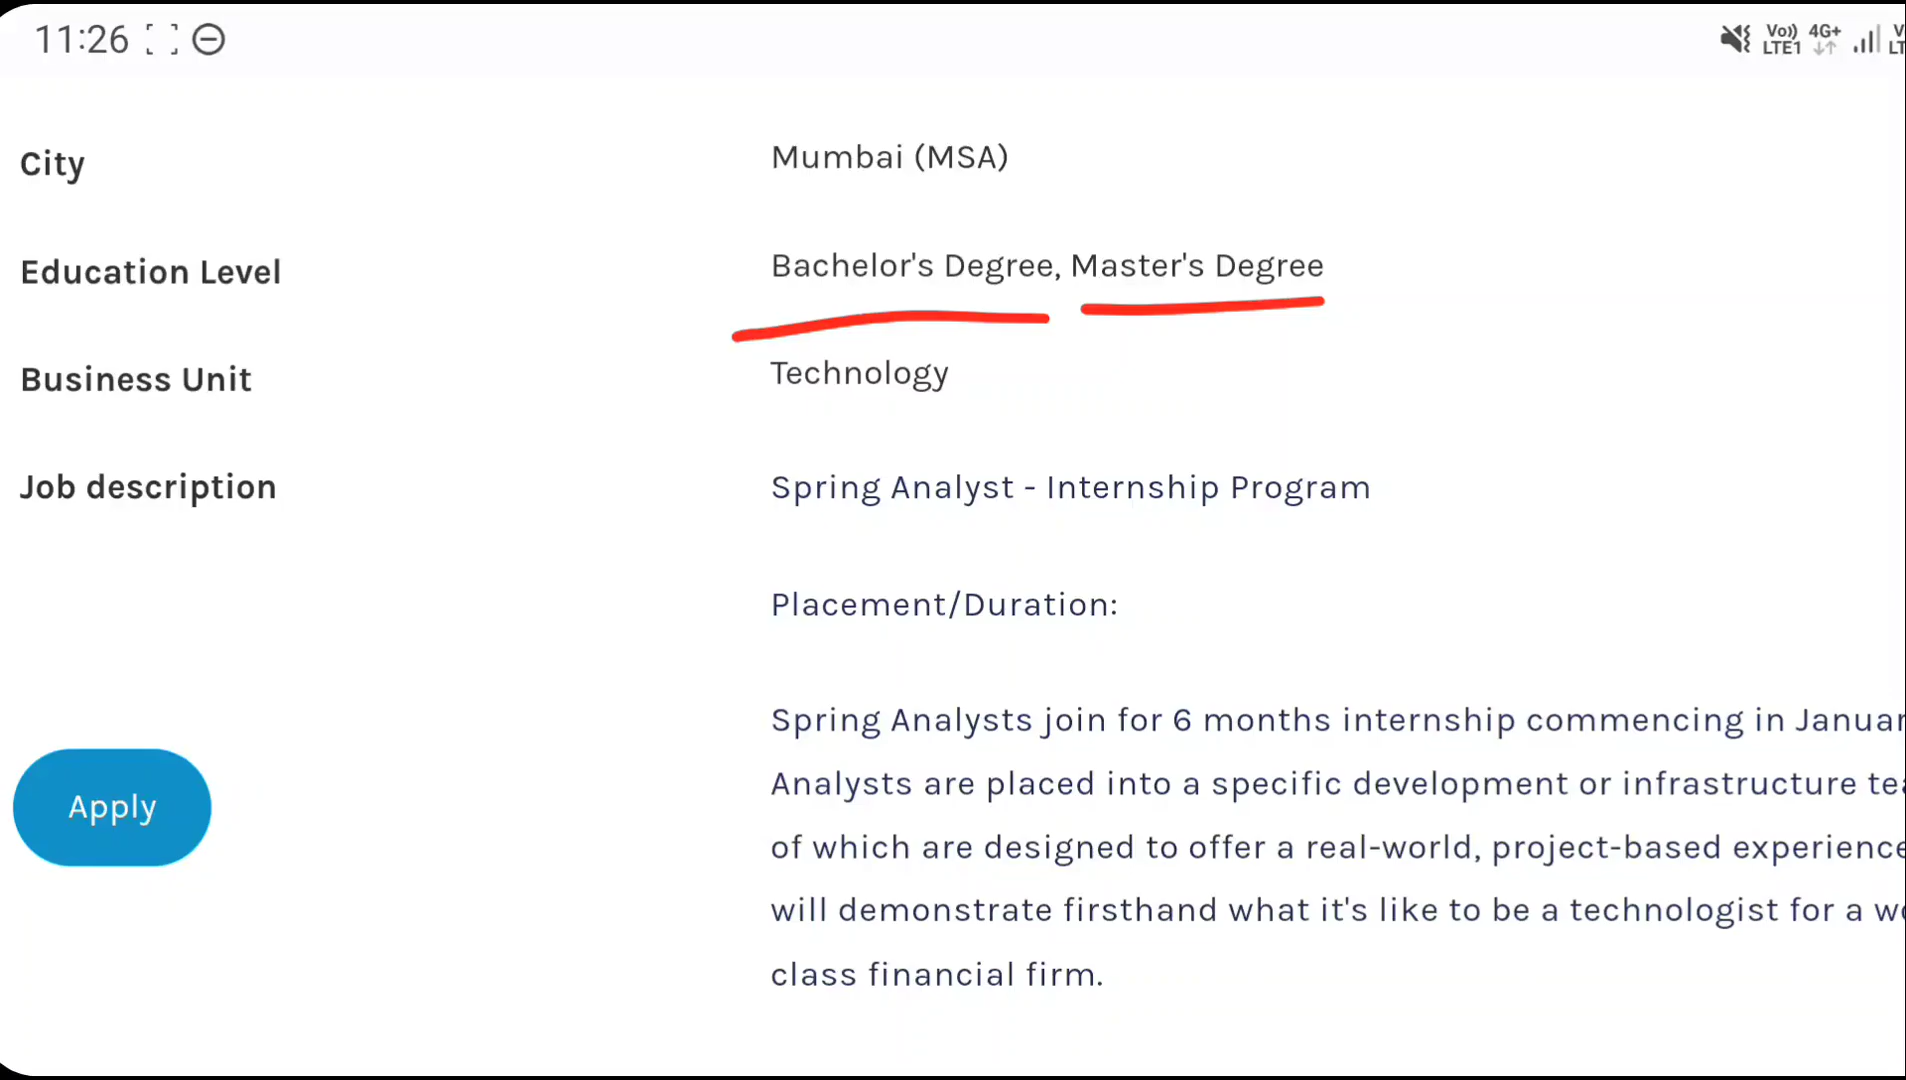 11:26
Vo)) LTE1 4G+
City
Mumbai (MSA)
Education Level
Bachelor's Degree, Master's Degree
Business Unit
Technology
Job description
Spring Analyst - Internship Program
Placement/Duration:
Spring Analysts join for 6 months internship commencing in
Analysts are placed into a specific development or infrastructure
of which are designed to offer a real-world, project-based experience
will demonstrate firsthand what it's like to be a technologist for a
class financial firm.
Apply